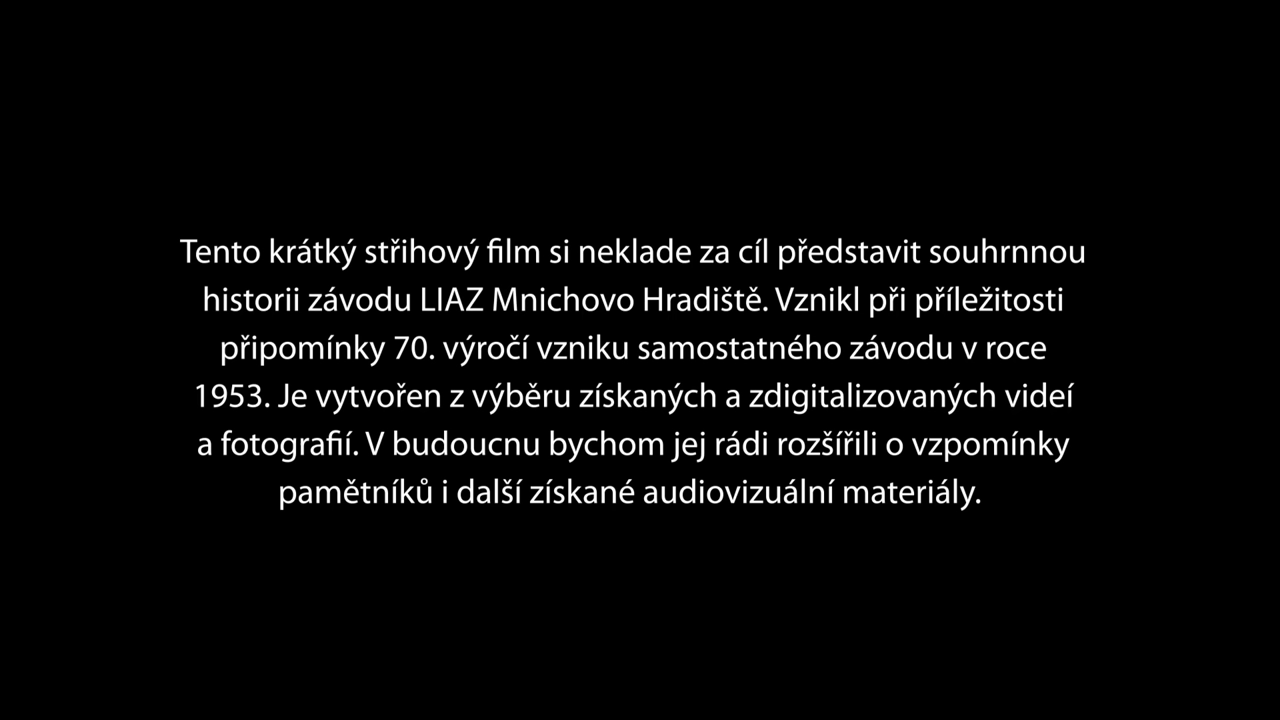 Tento krátký střihový film si neklade za cíl představit souhrnnou
historii závodu LIAZ Mnichovo Hradiště. Vznikl při příležitosti
připomínky 70. výročí vzniku samostatného závodu v roce
1953. Je vytvořen z výběru získaných a zdigitalizovaných videí
a fotografií. V budoucnu bychom jej rádi rozšířili o vzpomínky
pamětníků i další získané audiovizuální materiály.